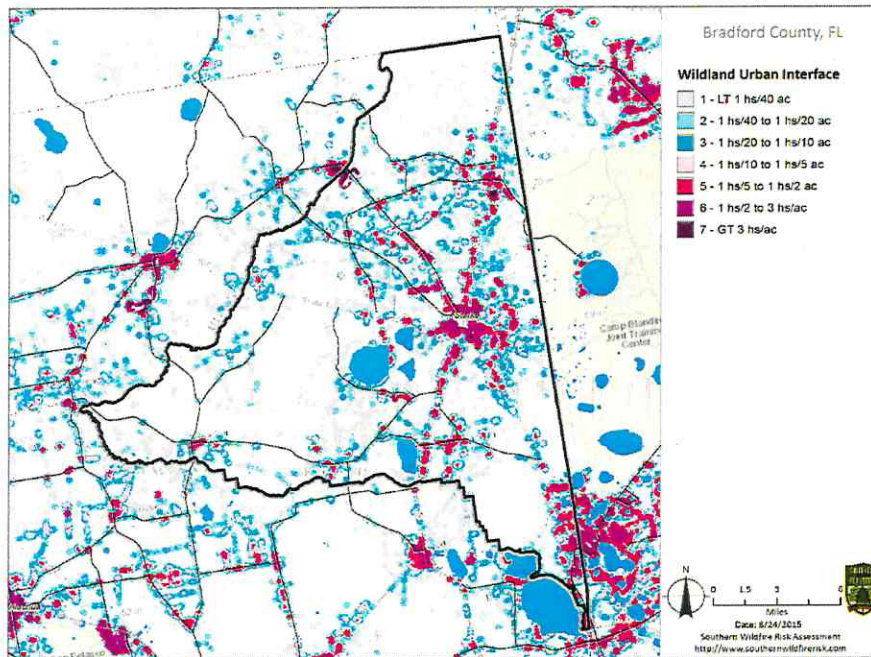 Bradford County, FL
Wildland Urban Interface
1 - LT 1 hs/40 ac
2 - 1 hs/40 to 1 hs/20 ac
3 - 1 hs/20 to 1 hs/10 ac
4 - 1 hs/10 to 1 hs/5 ac
5 - 1 hs/5 to 1 hs/2 ac
6 - 1 hs/2 to 3 hs/ac
7 - GT 3 hs/ac
Starke
Joint Training
Center
N
0 1.5 3 6
Miles
Date: 8/24/2015
Southern Wildfire Risk Assessment
http://www.southernwildfirerisk.com